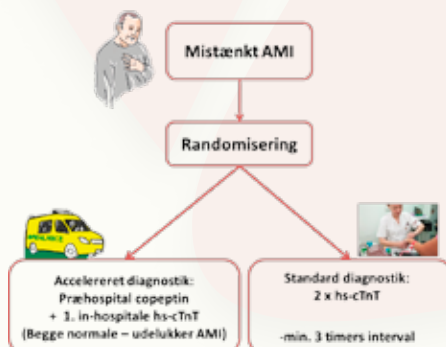 Mistænkt AMI
Randomisering
Accelereret diagnostik:
Præhospital copeptin
+ 1. in-hospitale hs-cTnT
(Begge normale – udelukker AMI)
Standard diagnostik:
2 x hs-cTnT
-min. 3 timers interval